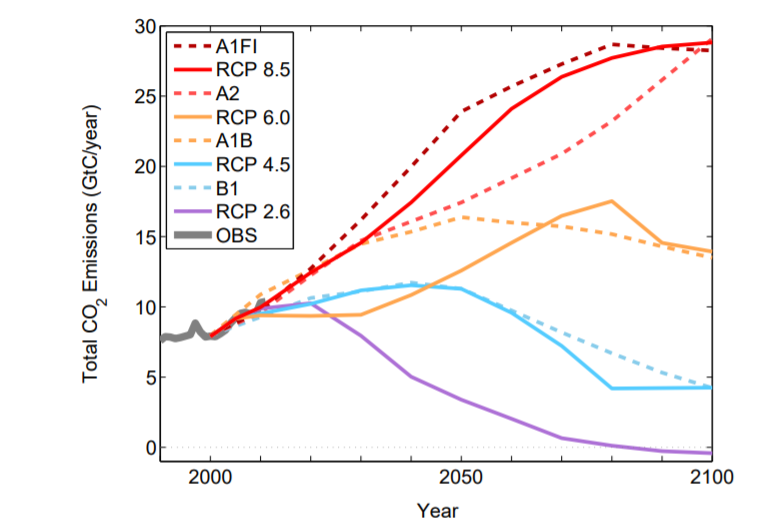 30
25
20
15
10
5
0
Total CO2 Emissions (GtC/year)
A1FI
RCP 8.5
A2
RCP 6.0
A1B
RCP 4.5
B1
RCP 2.6
OBS
2000 2050 2100
Year